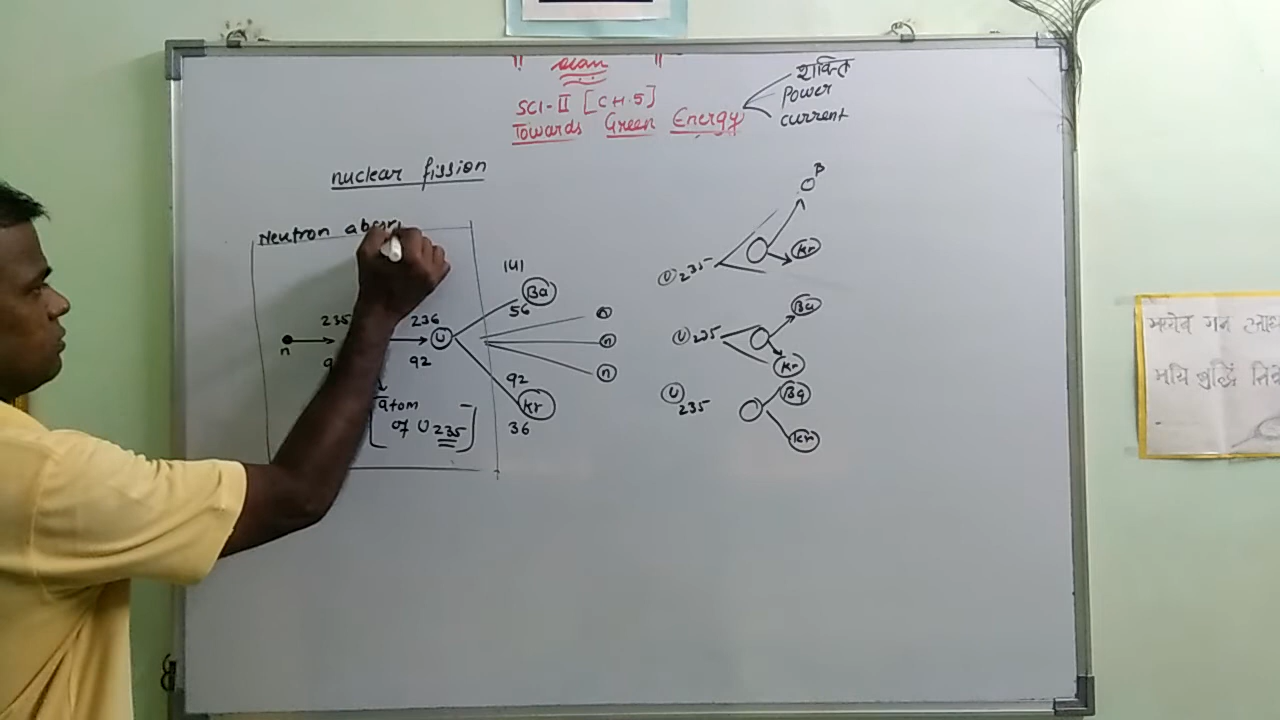 SCI-II [CH.5]
Towards Green Energy
शक्ति
Power
current
nuclear fission
Neutron absor
n
235
236
U
92
atom
of U235
141
Ba
56
92
Kr
36
n
n
n
U 235
B
Kr
U 235
Ba
Kr
U
235
Ba
Kr